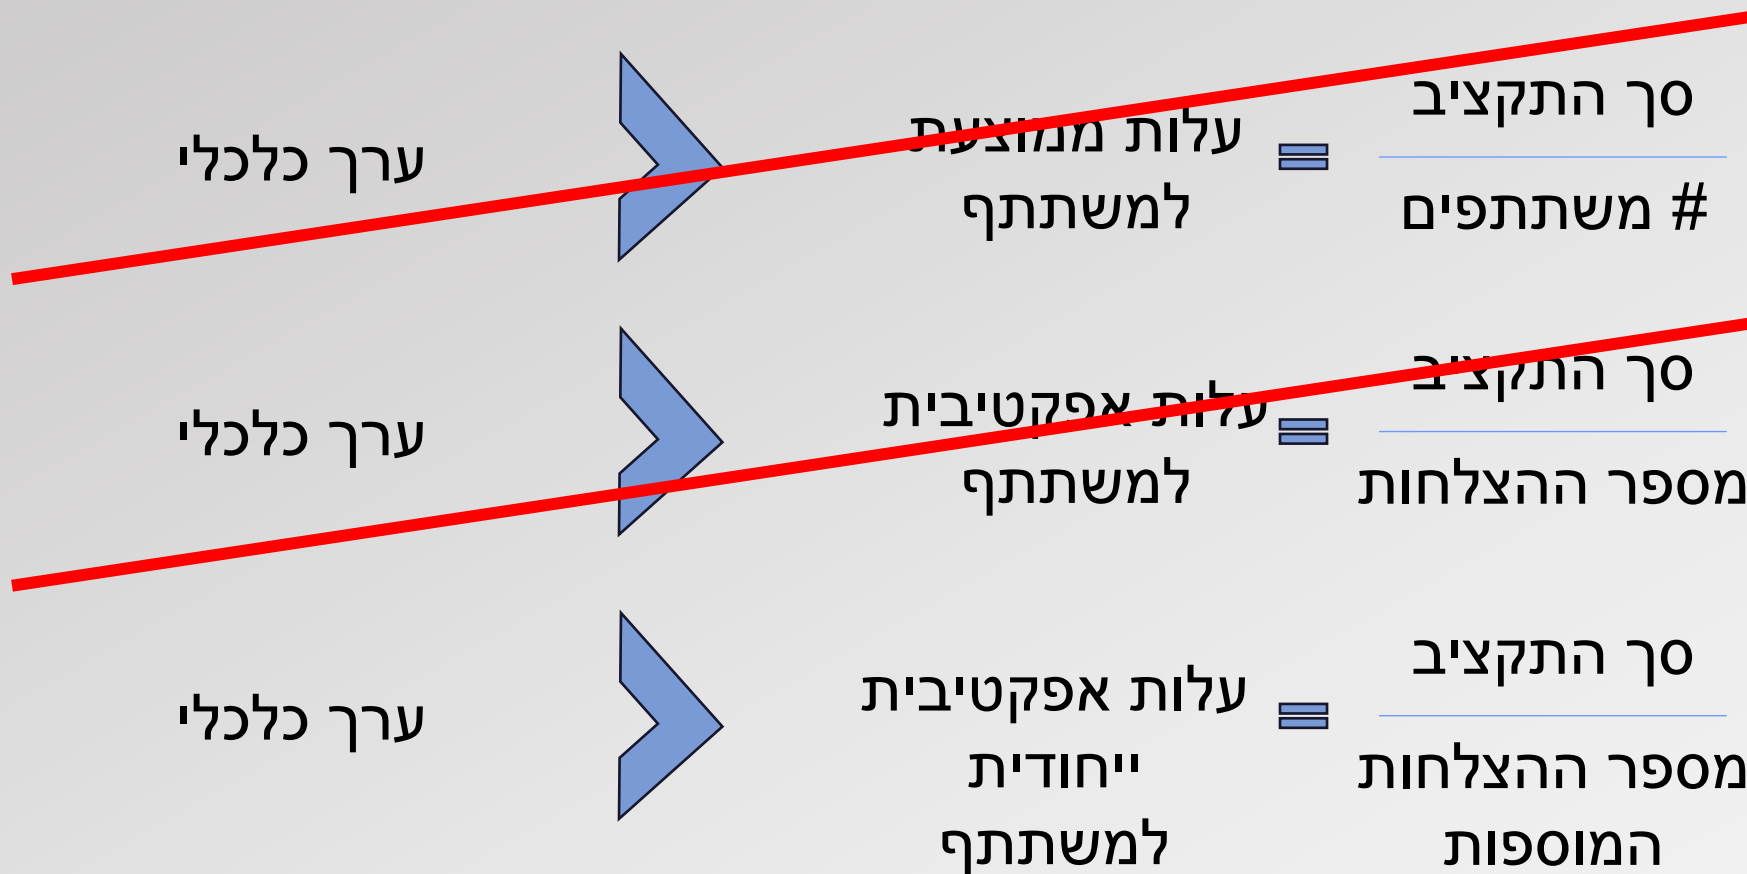 סך התקציב
# משתתפים
עלות ממוצעת
למשתתף
ערך כלכלי
סך התקציב
מספר ההצלחות
עלות אפקטיבית
למשתתף
ערך כלכלי
סך התקציב
מספר ההצלחות
המוספות
עלות אפקטיבית
ייחודית
למשתתף
ערך כלכלי